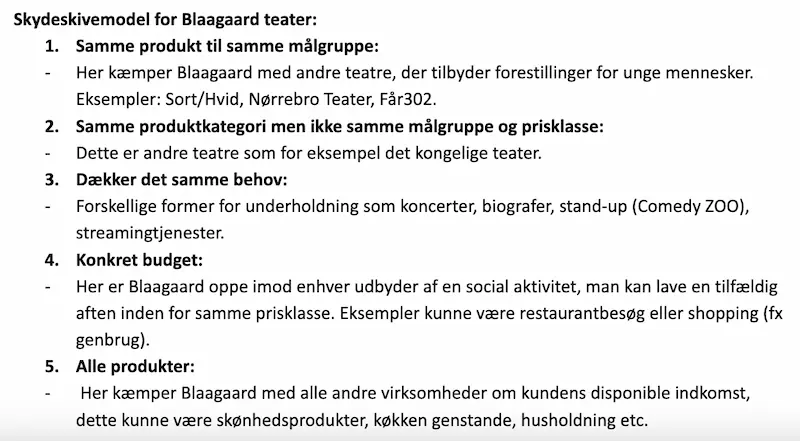 Skydeskivemodel for Blaagaard teater:
1. Samme produkt til samme målgruppe:
- Her kæmper Blaagaard med andre teatre, der tilbyder forestillinger for unge mennesker.
Eksempler: Sort/Hvid, Nørrebro Teater, Får302.
2. Samme produktkategori men ikke samme målgruppe og prisklasse:
- Dette er andre teatre som for eksempel det kongelige teater.
3. Dækker det samme behov:
- Forskellige former for underholdning som koncerter, biografer, stand-up (Comedy ZOO),
streamingtjenester.
4. Konkret budget:
- Her er Blaagaard oppe imod enhver udbyder af en social aktivitet, man kan lave en tilfældig
aften inden for samme prisklasse. Eksempler kunne være restaurantbesøg eller shopping (fx
genbrug).
5. Alle produkter:
- Her kæmper Blaagaard med alle andre virksomheder om kundens disponible indkomst,
dette kunne være skønhedsprodukter, køkken genstande, husholdning etc.